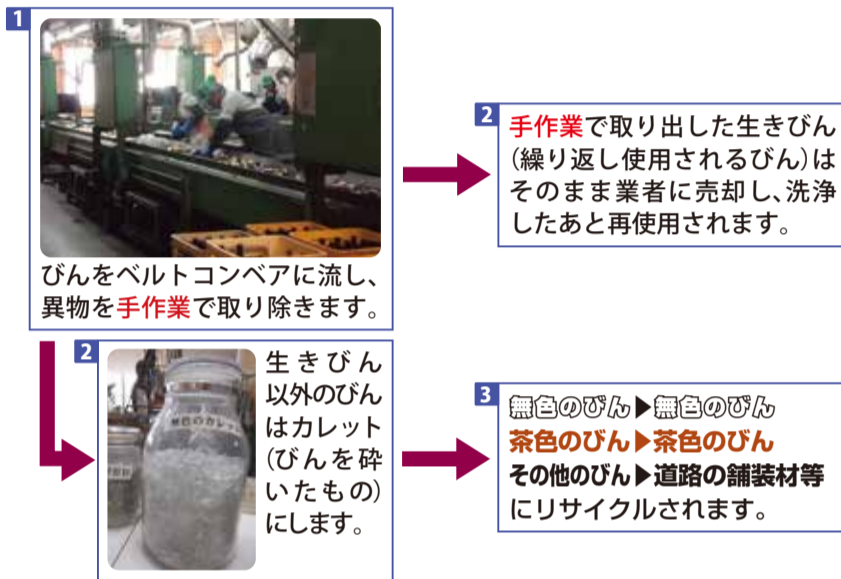 1
びんをベルトコンベアに流し、
異物を手作業で取り除きます。
2
手作業で取り出した生きびん
(繰り返し使用されるびん)は
そのまま業者に売却し、洗浄
したあと再使用されます。
2
無色のカレット
生きびん
以外のびん
はカレット
(びんを砕
いたもの)
にします。
3
無色のびん▶無色のびん
茶色のびん▶茶色のびん
その他のびん▶道路の舗装材等
にリサイクルされます。